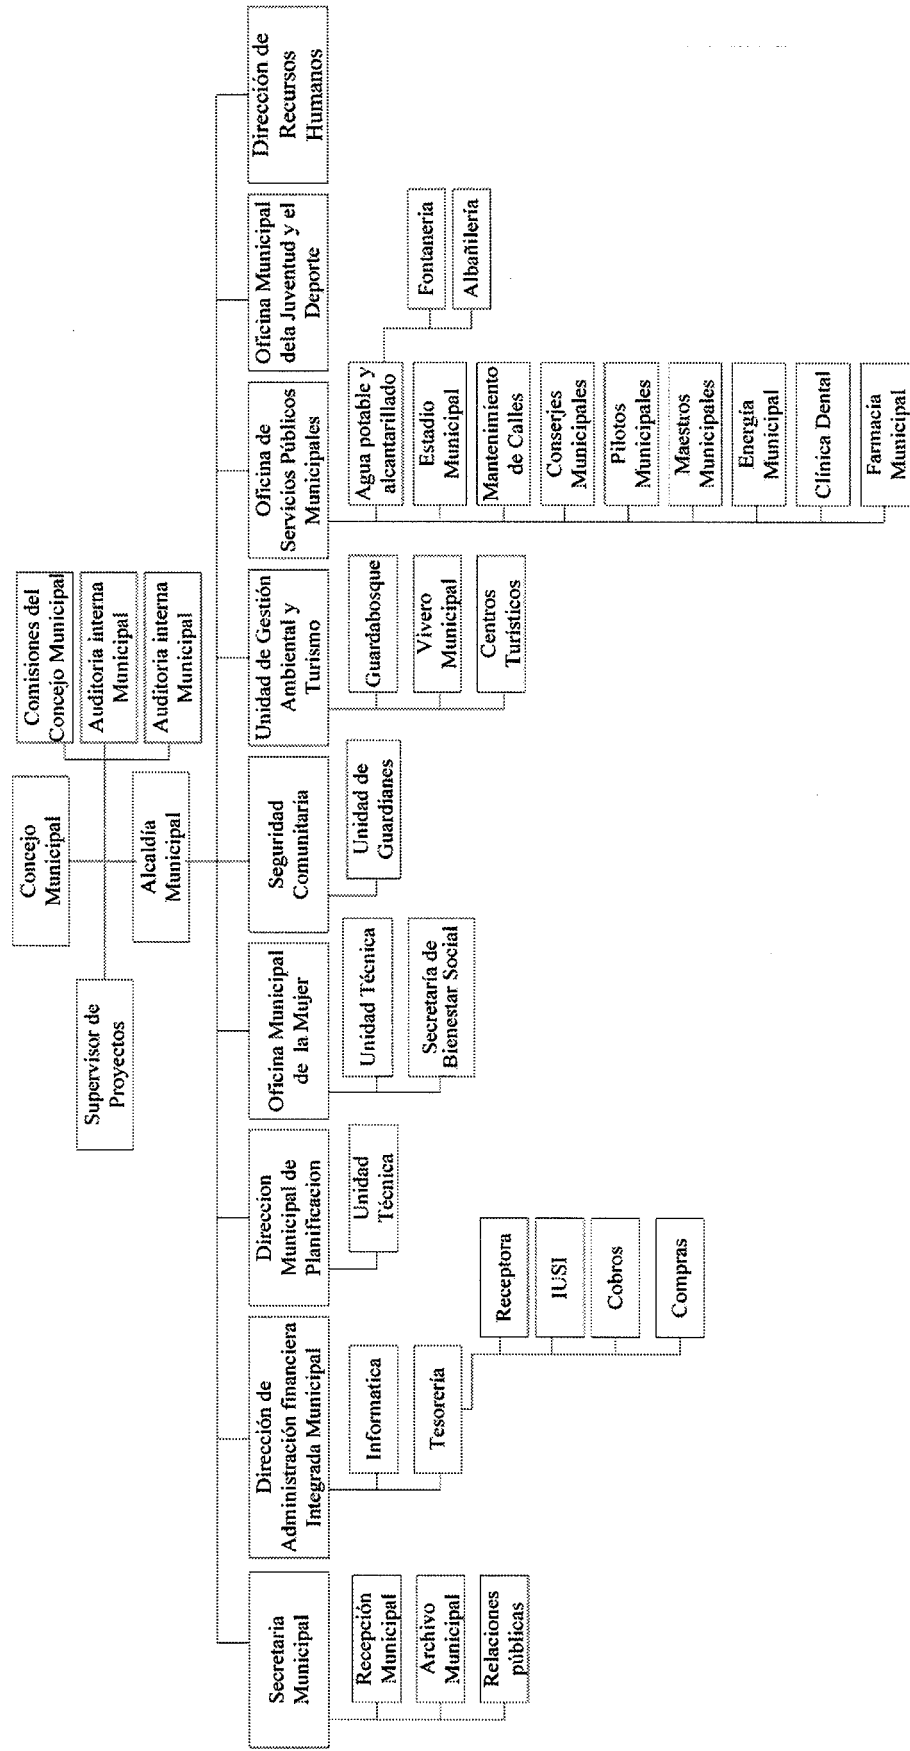 Concejo
Municipal
Comisiones del
Concejo Municipal
Auditoria interna
Municipal
Auditoria interna
Municipal
Supervisor de
Proyectos
Alcaldía
Municipal
Secretaria
Municipal
Recepción
Municipal
Archivo
Municipal
Relaciones
públicas
Dirección de
Administración financiera
Integrada Municipal
Informatica
Tesorería
Receptora
IUSI
Cobros
Compras
Direccion
Municipal de
Planificacion
Unidad
Técnica
Oficina Municipal
de la Mujer
Unidad Técnica
Secretaría de
Bienestar Social
Seguridad
Comunitaria
Unidad de
Guardianes
Unidad de Gestión
Ambiental y
Turismo
Guardabosque
Vivero
Municipal
Centros
Turísticos
Oficina de
Servicios Públicos
Municipales
Agua potable y
alcantarillado
Fontaneria
Albañilería
Estadio
Municipal
Mantenimiento
de Calles
Conserjes
Municipales
Pilotos
Municipales
Maestros
Municipales
Energía
Municipal
Clínica Dental
Farmacia
Municipal
Oficina Municipal
dela Juventud y el
Deporte
Dirección de
Recursos
Humanos